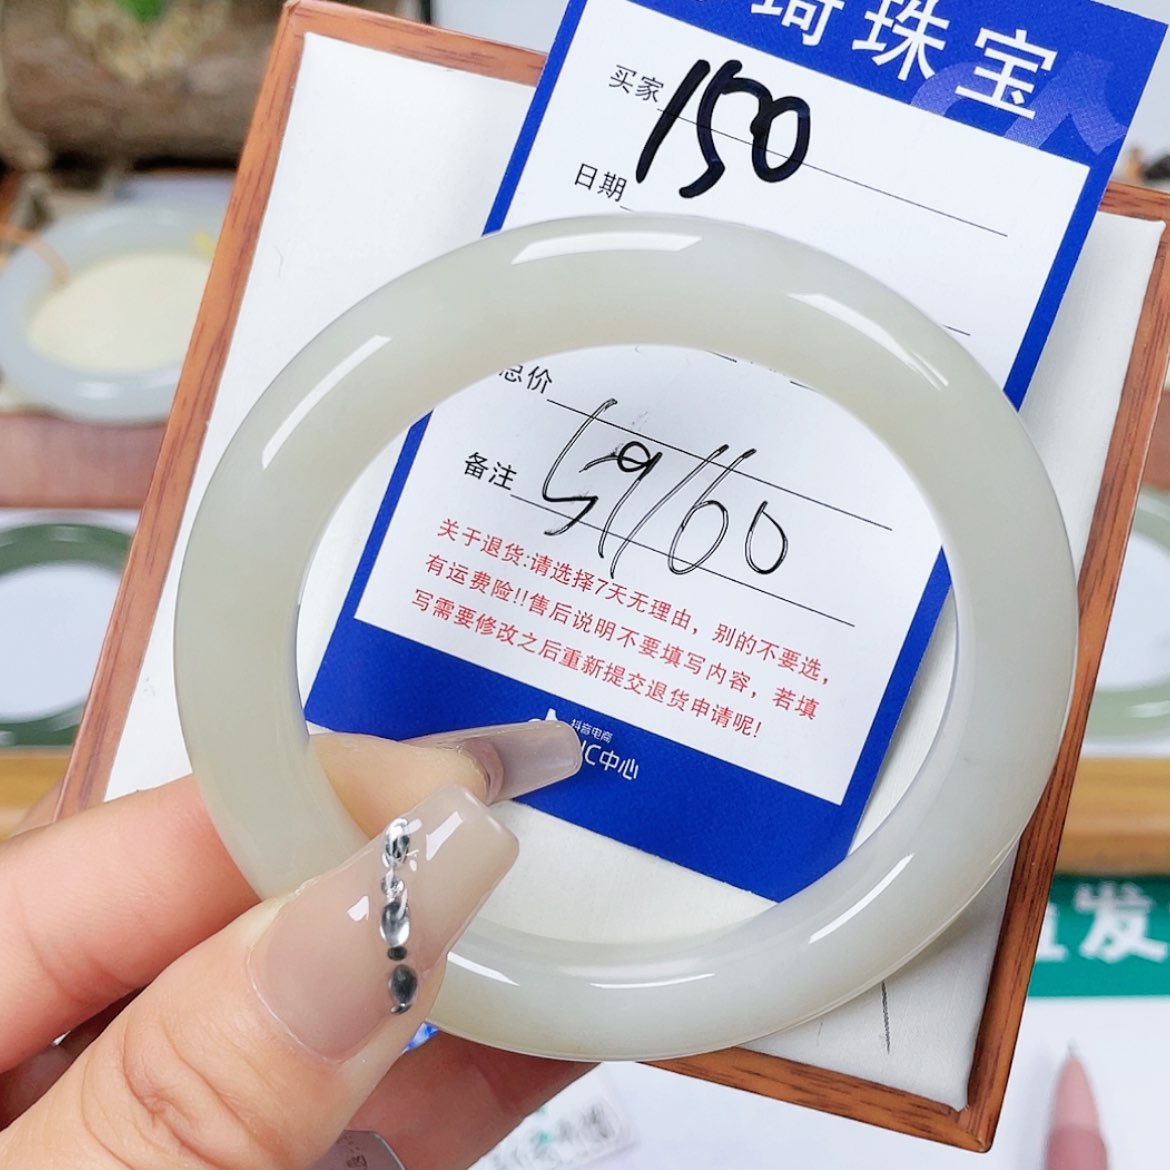 琦珠宝
买家 150
日期
总价
备注 59/60
关于退货:请选择7天无理由，别的不要选，
有运费险!!售后说明不要填写内容，若填
写需要修改之后重新提交退货申请呢!
抖音电商
IC中心
发